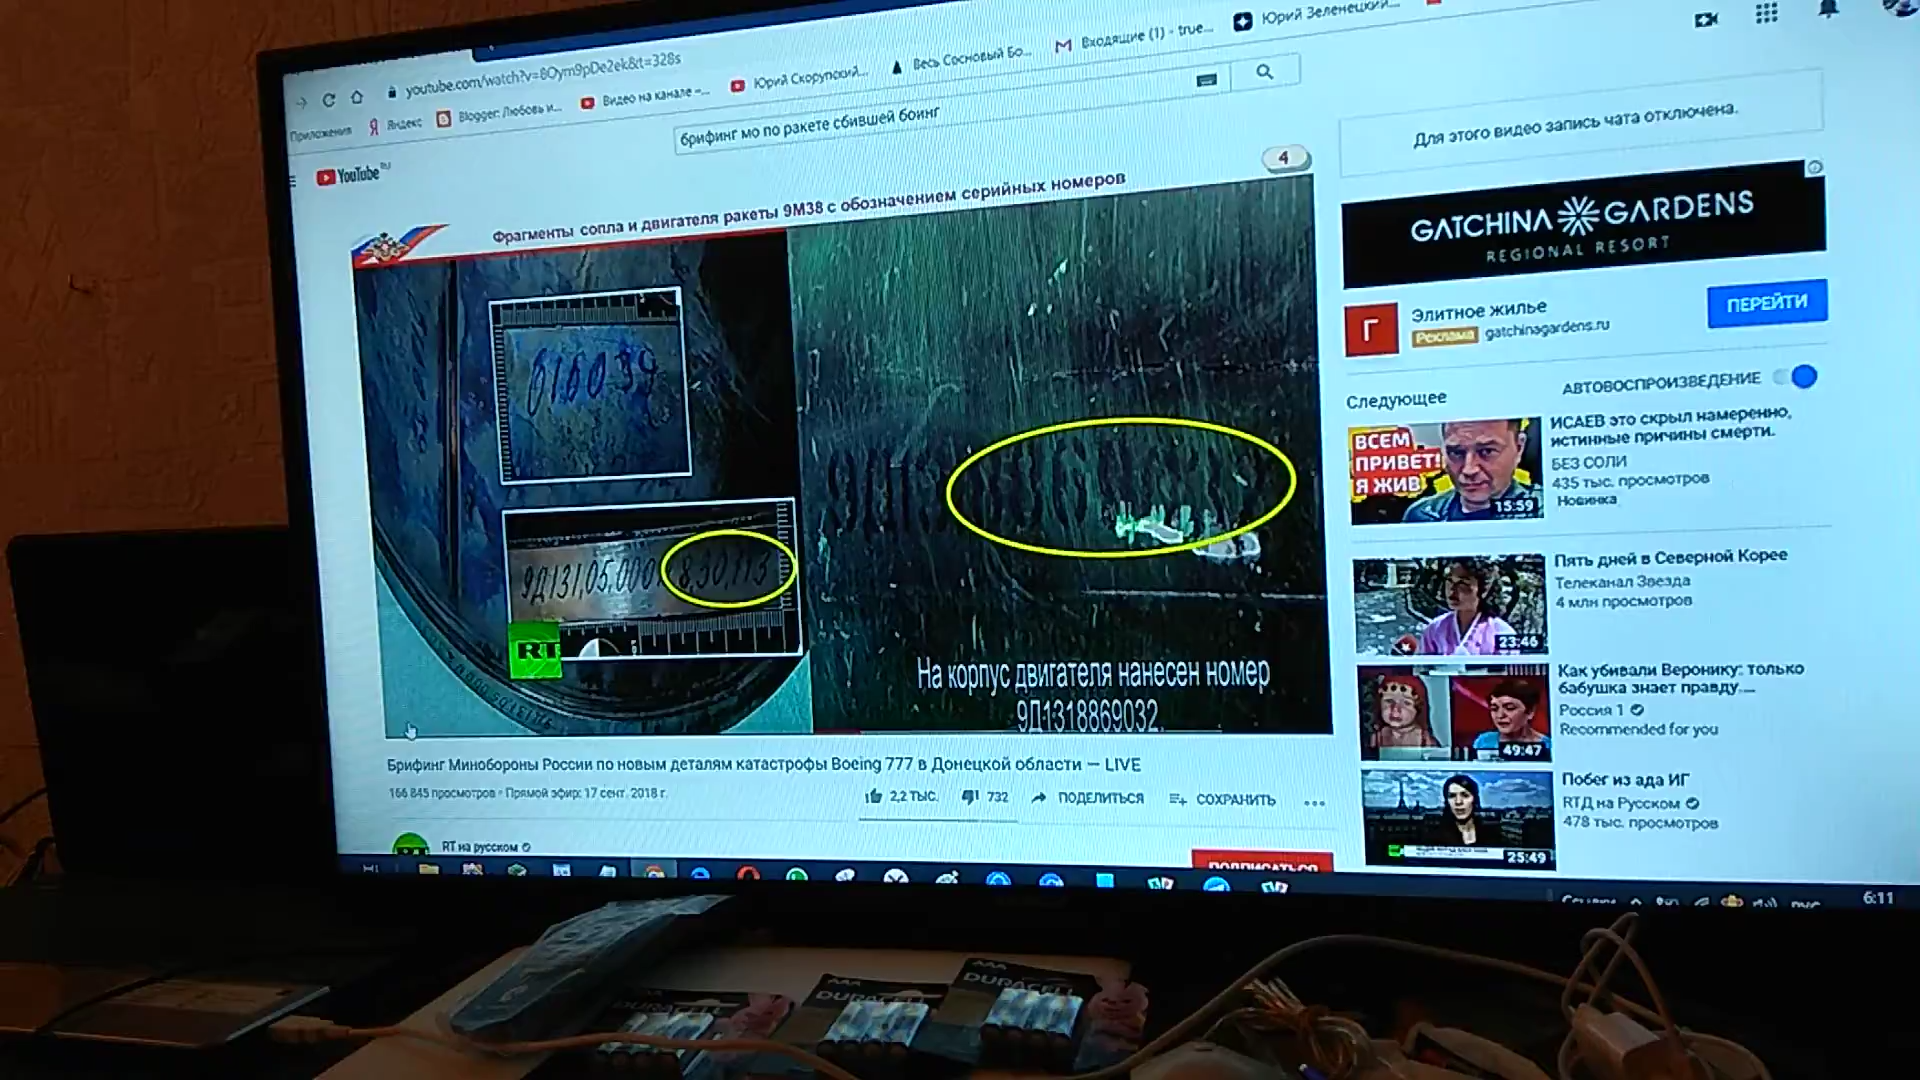 youtube.com/watch?v=8Oym9pDe2ek&t=328s
Приложения
Яндекс
Blogger: Любовь и...
Видео на канале –...
Юрий Скорупский...
Весь Сосновый Бо...
Входящие (1) - true...
Юрий Зеленецкий...
YouTube RU
брифинг мо по ракете сбившей боинг
4
Фрагменты сопла и двигателя ракеты 9М38 с обозначением серийных номеров
9Д131,05,000
8,30,113
RT
На корпус двигателя нанесен номер
9Д1318869032.
Брифинг Минобороны России по новым деталям катастрофы Boeing 777 в Донецкой области — LIVE
166 845 просмотров • Прямой эфир: 17 сент. 2018 г.
2,2 ТЫС.
732
ПОДЕЛИТЬСЯ
СОХРАНИТЬ
RT на русском
ПОДПИСАТЬСЯ
Для этого видео запись чата отключена.
GATCHINA GARDENS
REGIONAL RESORT
Г
Элитное жилье
Реклама gatchinagardens.ru
ПЕРЕЙТИ
Следующее
АВТОВОСПРОИЗВЕДЕНИЕ
ВСЕМ
ПРИВЕТ!
Я ЖИВ
15:59
ИСАЕВ это скрыл намеренно,
истинные причины смерти.
БЕЗ СОЛИ
435 тыс. просмотров
Новинка
23:46
Пять дней в Северной Корее
Телеканал Звезда
4 млн просмотров
49:47
Как убивали Веронику: только
бабушка знает правду....
Россия 1
Recommended for you
25:49
Побег из ада ИГ
RTД на Русском
478 тыс. просмотров
РУС
6:11
AAA
DURACELL
AAA
DURACELL
DURACELL